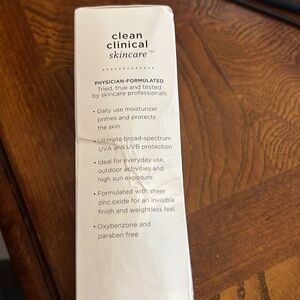 clean
clinical
skincare™
PHYSICIAN-FORMULATED
Tried, true and tested
by skincare professionals
• Daily use moisturizer
primes and protects
the skin
• Ultimate broad-spectrum
UVA and UVB protection
• Ideal for everyday use,
outdoor activities and
high sun exposure
• Formulated with sheer
zinc oxide for an invisible
finish and weightless feel
• Oxybenzone and
paraben free